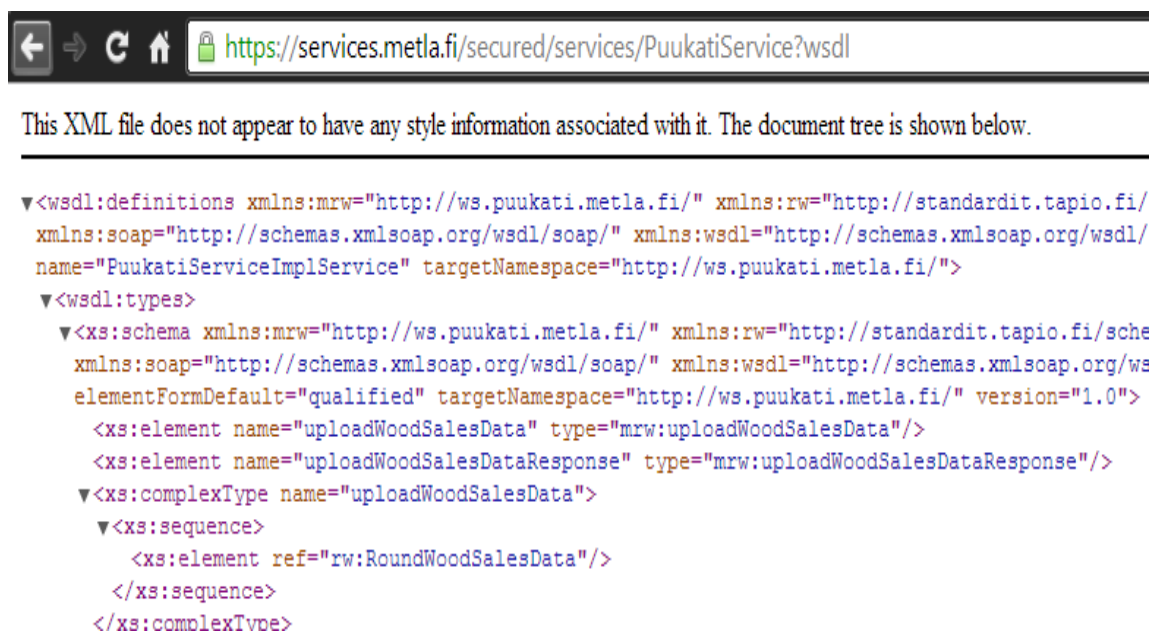 https://services.metla.fi/secured/services/PuukatiService?wsdl
This XML file does not appear to have any style information associated with it. The document tree is shown below.
▼<wsdl:definitions xmlns:mrw="http://ws.puukati.metla.fi/" xmlns:rw="http://standardit.tapio.fi/
xmlns:soap="http://schemas.xmlsoap.org/wsdl/soap/" xmlns:wsdl="http://schemas.xmlsoap.org/wsdl/
name="PuukatiServiceImplService" targetNamespace="http://ws.puukati.metla.fi/">
▼<wsdl:types>
▼<xs:schema xmlns:mrw="http://ws.puukati.metla.fi/" xmlns:rw="http://standardit.tapio.fi/sche
xmlns:soap="http://schemas.xmlsoap.org/wsdl/soap/" xmlns:wsdl="http://schemas.xmlsoap.org/ws
elementFormDefault="qualified" targetNamespace="http://ws.puukati.metla.fi/" version="1.0">
<xs:element name="uploadWoodSalesData" type="mrw:uploadWoodSalesData"/>
<xs:element name="uploadWoodSalesDataResponse" type="mrw:uploadWoodSalesDataResponse"/>
▼<xs:complexType name="uploadWoodSalesData">
▼<xs:sequence>
<xs:element ref="rw:RoundWoodSalesData"/>
</xs:sequence>
</xs:complexType>